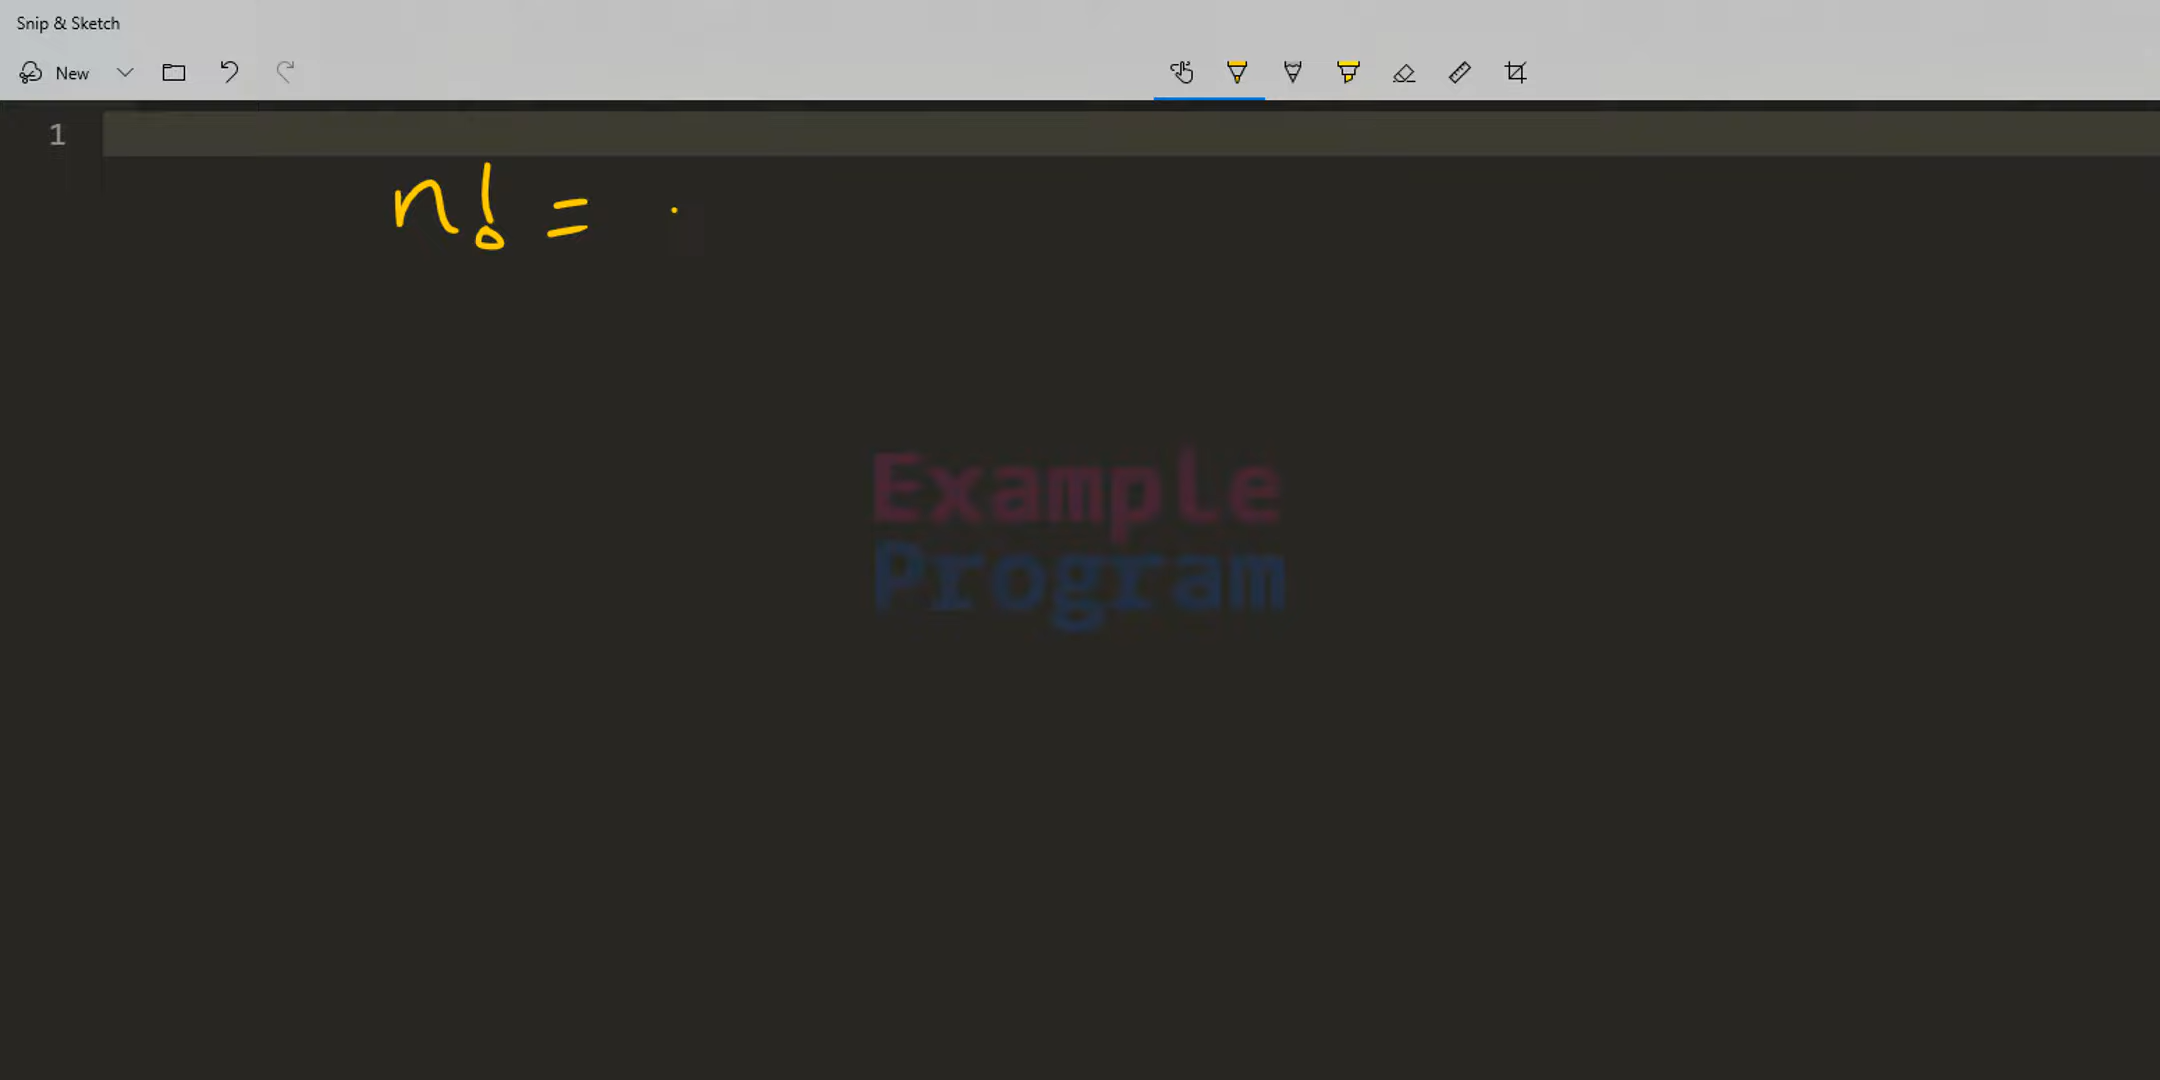 Snip & Sketch
New
1
n! =
Example
Program